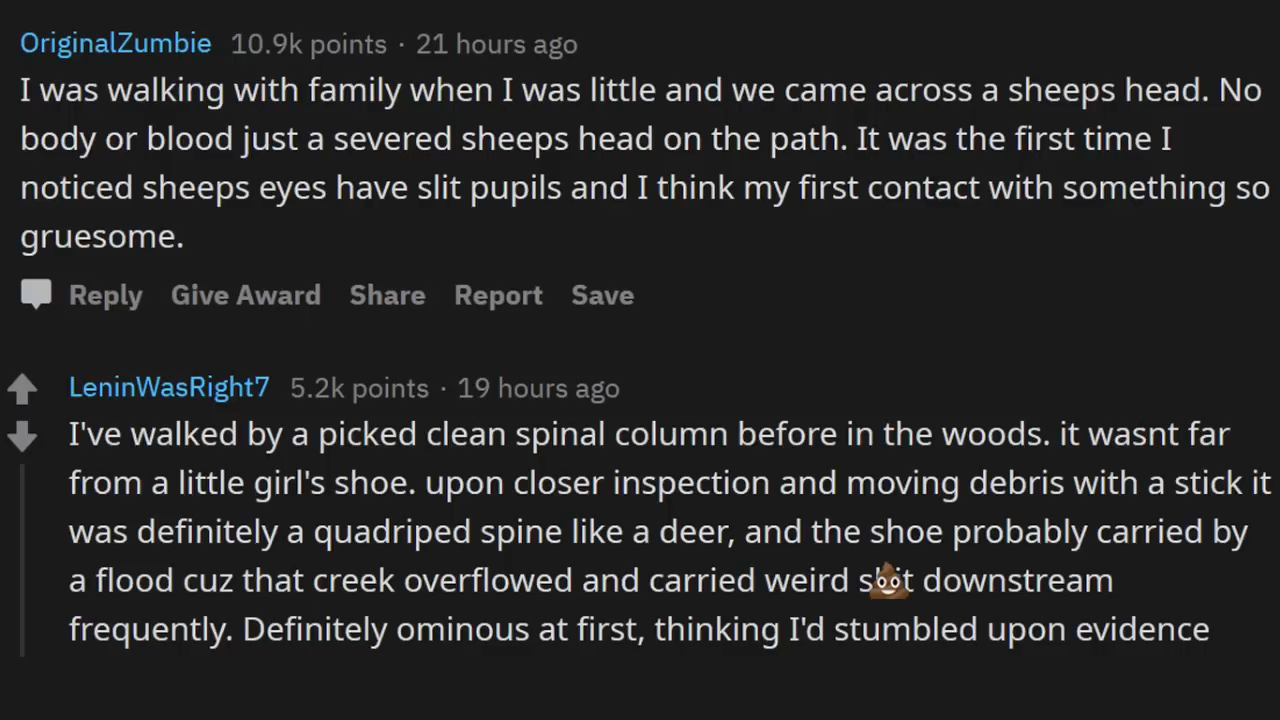 OriginalZumbie 10.9k points · 21 hours ago
I was walking with family when I was little and we came across a sheeps head. No
body or blood just a severed sheeps head on the path. It was the first time I
noticed sheeps eyes have slit pupils and I think my first contact with something so
gruesome.
Reply Give Award Share Report Save
LeninWasRight7 5.2k points · 19 hours ago
I've walked by a picked clean spinal column before in the woods. it wasnt far
from a little girl's shoe. upon closer inspection and moving debris with a stick it
was definitely a quadriped spine like a deer, and the shoe probably carried by
a flood cuz that creek overflowed and carried weird s💩it downstream
frequently. Definitely ominous at first, thinking I'd stumbled upon evidence